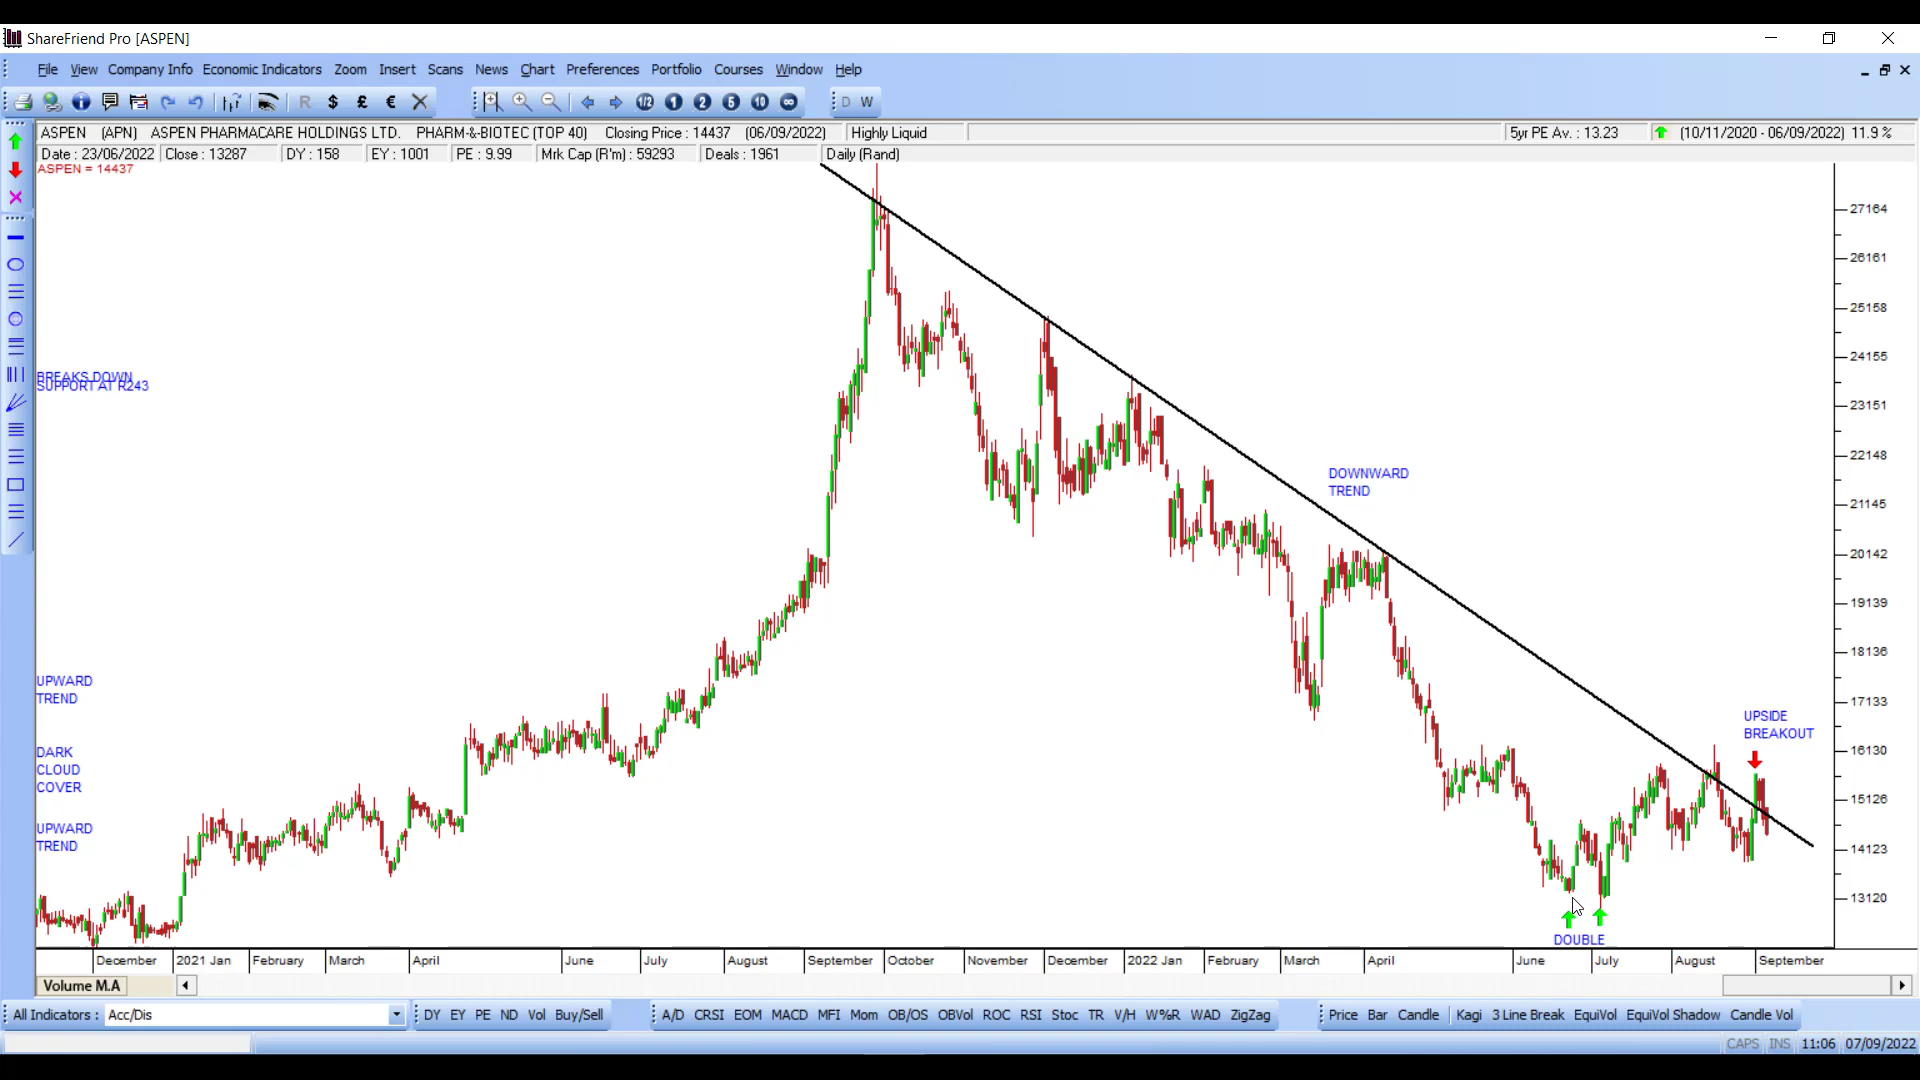 ShareFriend Pro [ASPEN]
File View Company Info Economic Indicators Zoom Insert Scans News Chart Preferences Portfolio Courses Window Help
R $ £ € 1/2 1 2 5 10 ∞ D W
ASPEN (APN) ASPEN PHARMACARE HOLDINGS LTD. PHARM-&-BIOTEC (TOP 40) Closing Price : 14437 (06/09/2022) Highly Liquid 5yr PE Av. : 13.23 (10/11/2020 - 06/09/2022) 11.9 %
Date : 23/06/2022 Close : 13287 DY : 158 EY : 1001 PE : 9.99 Mrk Cap (R'm) : 59293 Deals : 1961 Daily (Rand)
ASPEN = 14437
27164
26161
25158
24155
BREAKS DOWN
SUPPORT AT R243
23151
22148
DOWNWARD
TREND
21145
20142
19139
18136
UPWARD
TREND
17133
UPSIDE
BREAKOUT
16130
DARK
CLOUD
COVER
15126
UPWARD
TREND
14123
13120
DOUBLE
December 2021 Jan February March April June July August September October November December 2022 Jan February March April June July August September
Volume M.A
All Indicators : Acc/Dis DY EY PE ND Vol Buy/Sell A/D CRSI EOM MACD MFI Mom OB/OS OBVol ROC RSI Stoc TR V/H W%R WAD ZigZag Price Bar Candle Kagi 3 Line Break EquiVol EquiVol Shadow Candle Vol
CAPS INS 11:06 07/09/2022